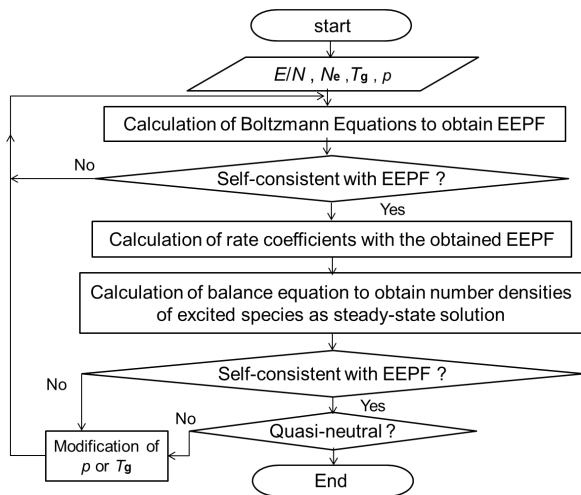 start
E/N , Ne ,Tg , p
Calculation of Boltzmann Equations to obtain EEPF
No
Self-consistent with EEPF ?
Yes
Calculation of rate coefficients with the obtained EEPF
Calculation of balance equation to obtain number densities
of excited species as steady-state solution
Self-consistent with EEPF ?
No
Yes
No
Quasi-neutral ?
Modification of
p or Tg
End